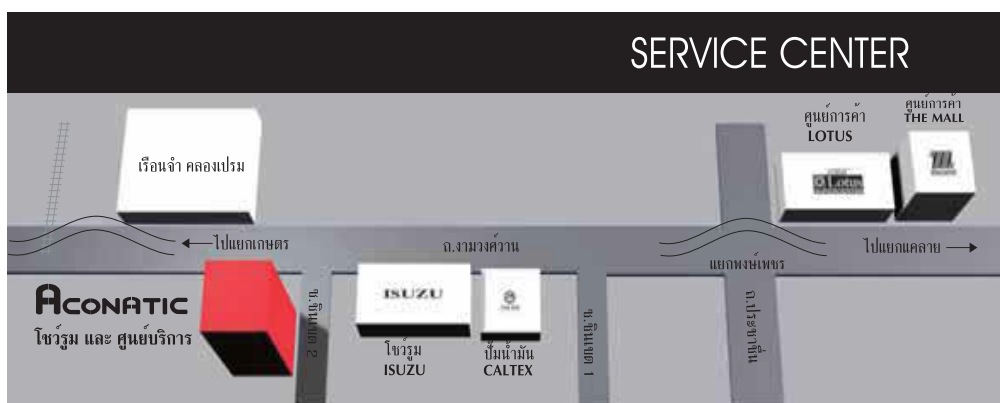 SERVICE CENTER
ศูนย์การค้า
THE MALL
ศูนย์การค้า
LOTUS
เรือนจำ คลองเปรม
Lotus
ไปแยกเกษตร
ถ.งามวงศ์วาน
ไปแยกแคลาย
แยกพงษ์เพชร
ACONATIC
โชว์รูม และ ศูนย์บริการ
ซ.ชินเขต 2
ISUZU
โชว์รูม
ISUZU
ปั๊มน้ำมัน
CALTEX
ซ.ชินเขต 1
ถ.ประชาชื่น